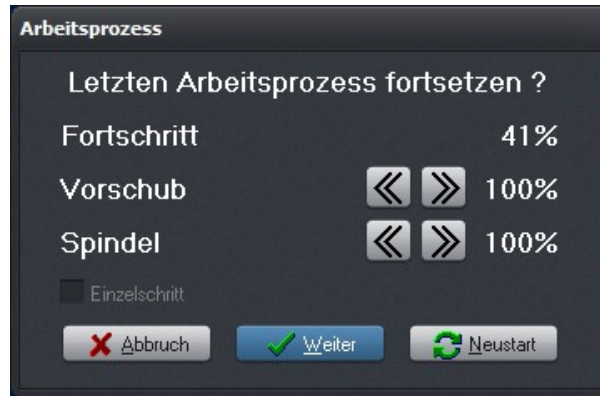 Arbeitsprozess
Letzten Arbeitsprozess fortsetzen ?
Fortschritt 41%
Vorschub 100%
Spindel 100%
Einzelschritt
Abbruch Weiter Neustart